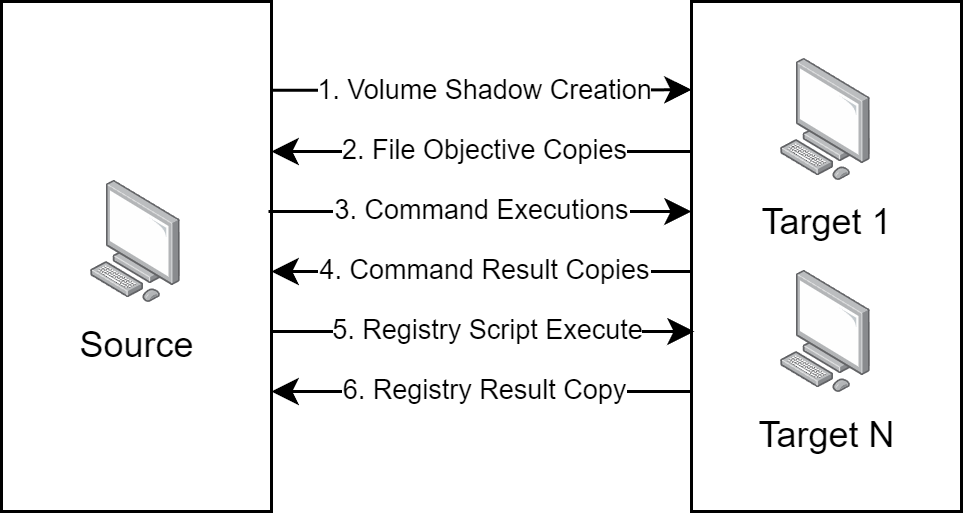 1. Volume Shadow Creation
2. File Objective Copies
3. Command Executions
4. Command Result Copies
5. Registry Script Execute
6. Registry Result Copy
Source
Target 1
Target N